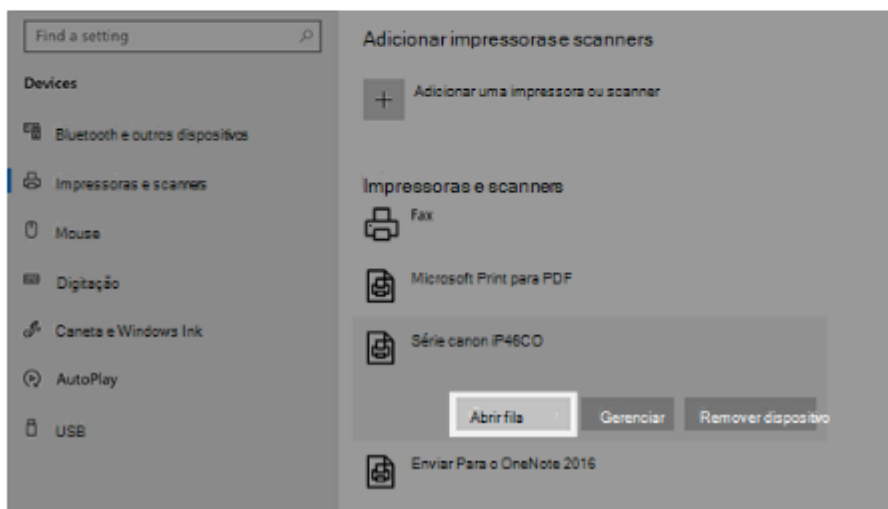 Find a setting
Devices
Bluetooth e outros dispositivos
Impressoras e scanners
Mouse
Digitação
Caneta e Windows Ink
AutoPlay
USB
Adicionar impressoras e scanners
Adicionar uma impressora ou scanner
Impressoras e scanners
Fax
Microsoft Print para PDF
Série canon iP46CO
Abrir fila
Gerenciar
Remover dispositivo
Enviar Para o OneNote 2016